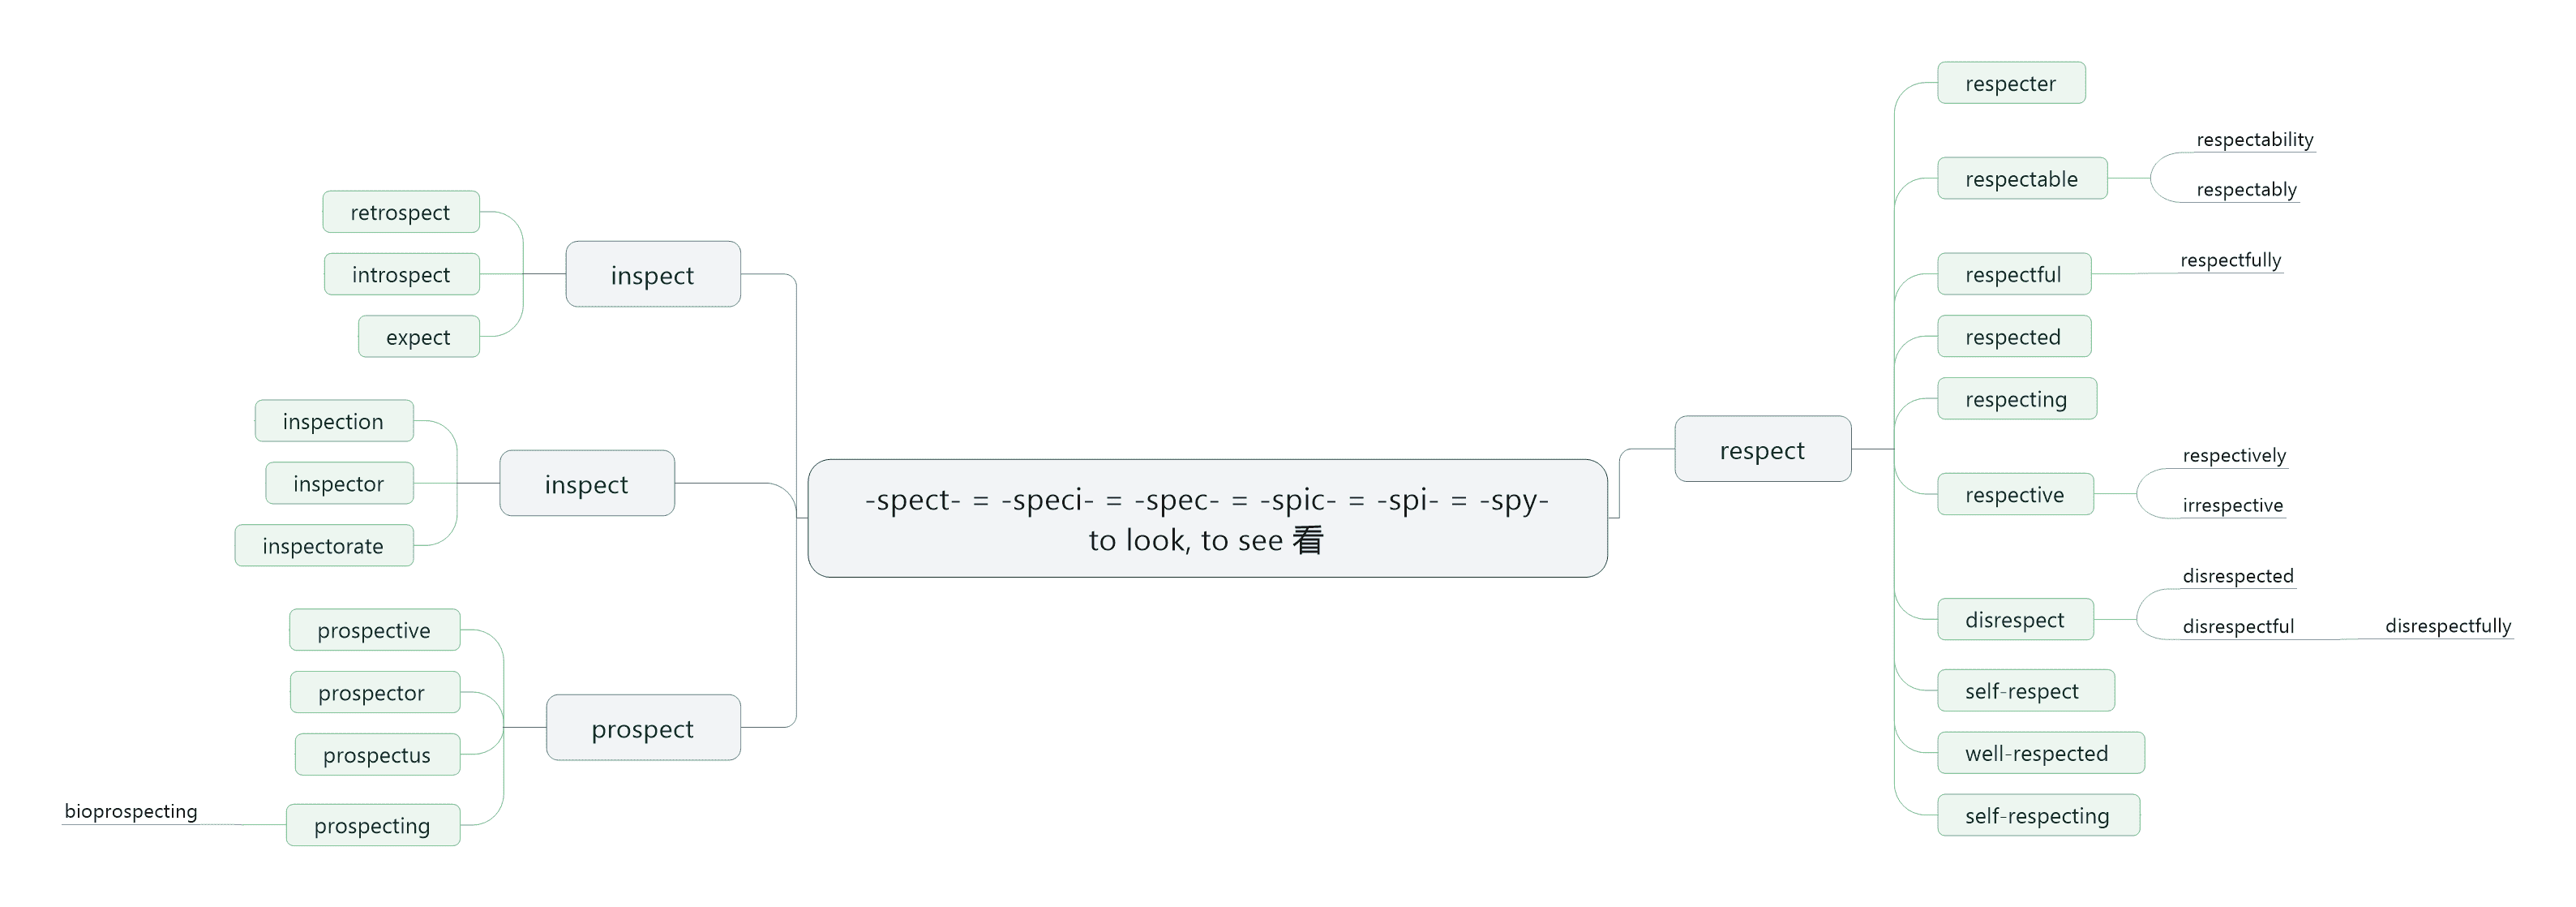 -spect- = -speci- = -spec- = -spic- = -spi- = -spy-
to look, to see 看
respect
respecter
respectable
respectability
respectably
respectful
respectfully
respected
respecting
respective
respectively
irrespective
disrespect
disrespected
disrespectful
disrespectfully
self-respect
well-respected
self-respecting
inspect
retrospect
introspect
expect
inspect
inspection
inspector
inspectorate
prospect
prospective
prospector
prospectus
prospecting
bioprospecting